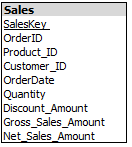 Sales
SalesKey
OrderID
Product_ID
Customer_ID
OrderDate
Quantity
Discount_Amount
Gross_Sales_Amount
Net_Sales_Amount